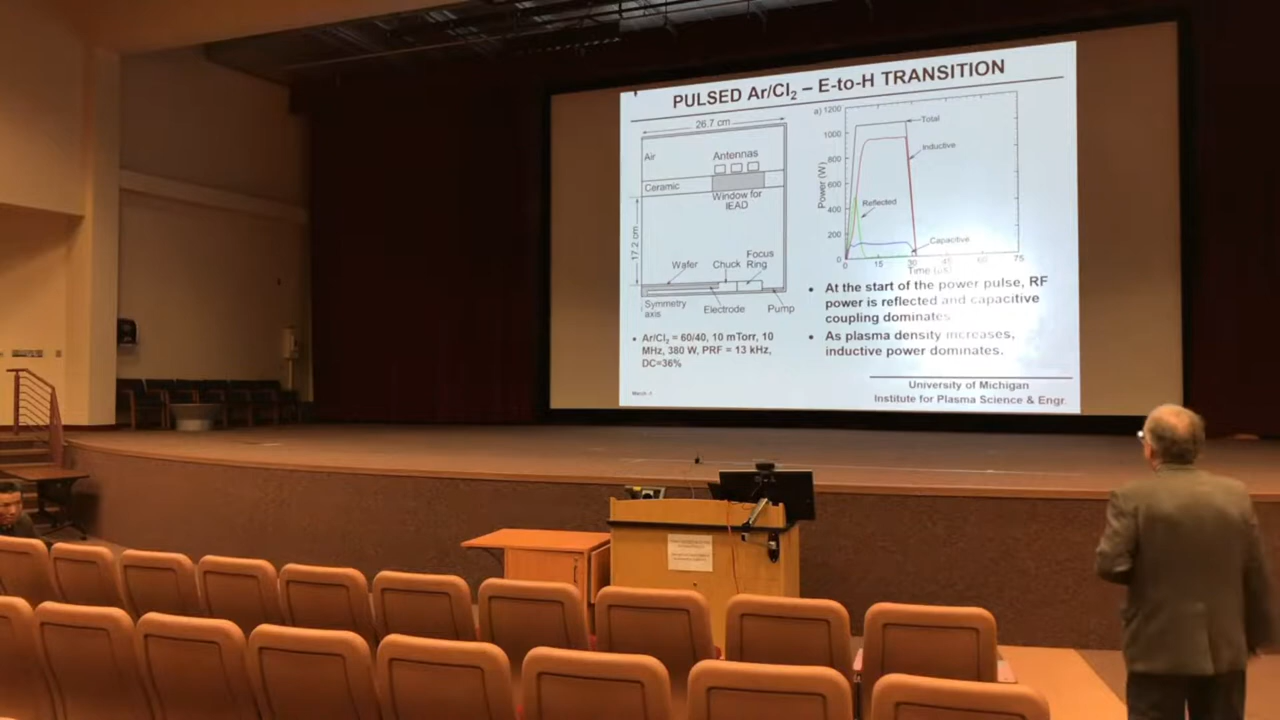 PULSED Ar/Cl₂ – E-to-H TRANSITION
26.7 cm
Air
Antennas
Ceramic
Window for
IEAD
17.2 cm
Wafer
Chuck
Focus
Ring
Symmetry
axis
Electrode
Pump
• Ar/Cl₂ = 60/40, 10 mTorr, 10
MHz, 380 W, PRF = 13 kHz,
DC=36%
a) 1200
1000
800
600
400
200
0
Power (W)
Total
Inductive
Reflected
Capacitive
0 15 30 45 60 75
Time (μs)
• At the start of the power pulse, RF
power is reflected and capacitive
coupling dominates
• As plasma density increases,
inductive power dominates.
University of Michigan
Institute for Plasma Science & Engr.